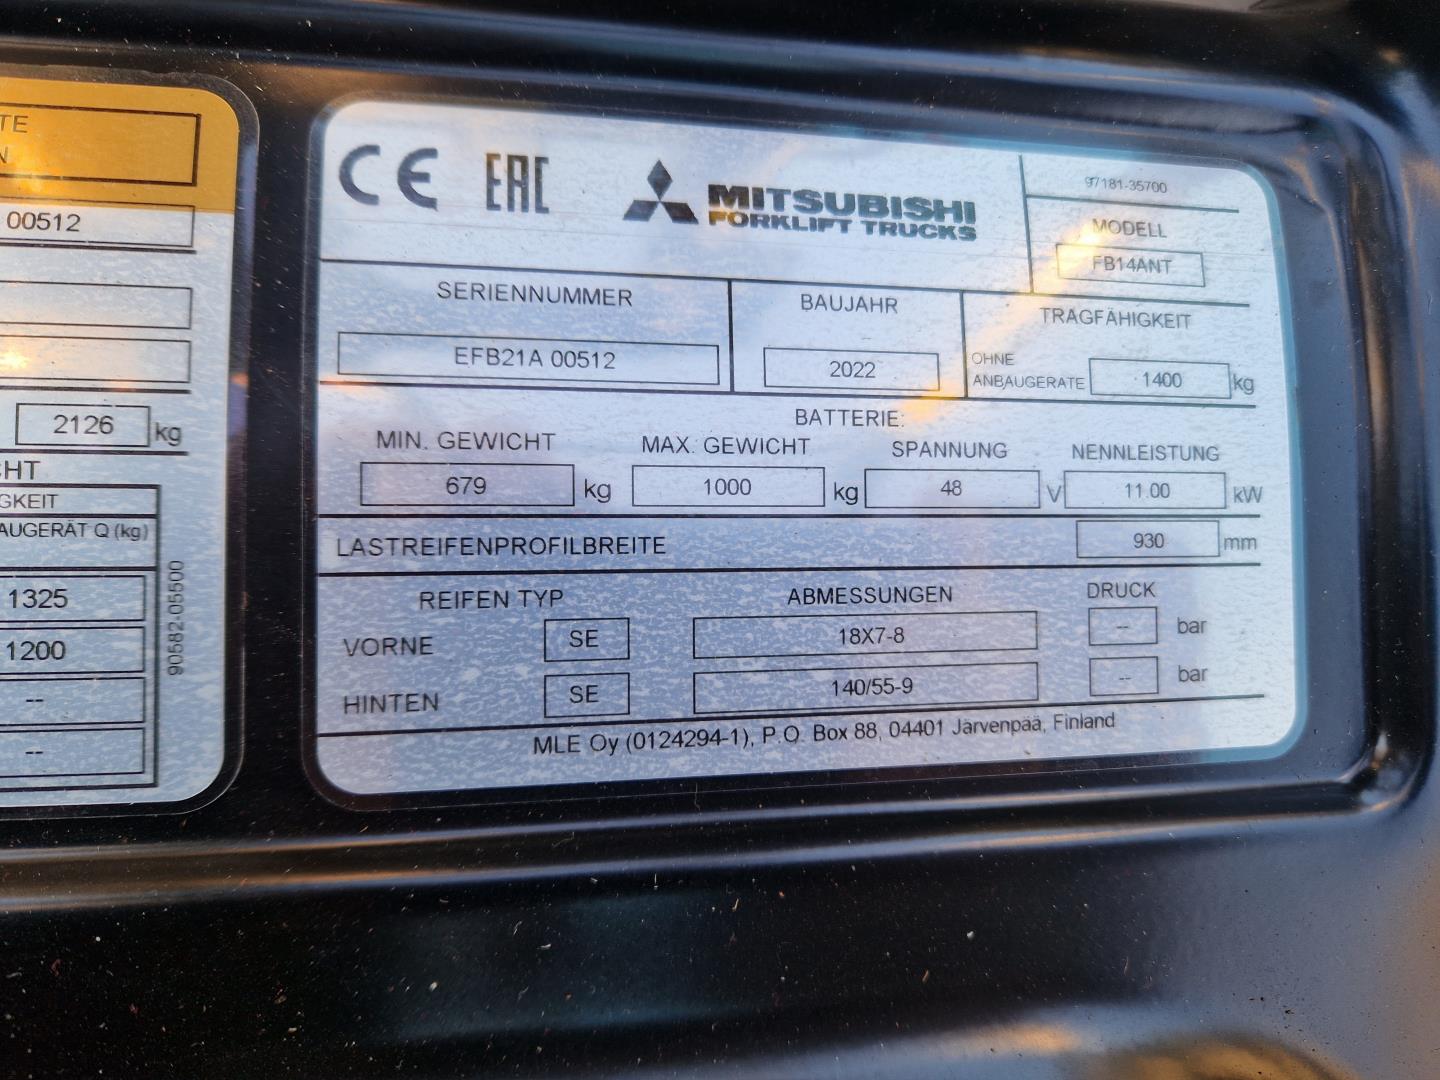 TE
N
00512
2126 kg
CHT
GKEIT
AUGERÄT Q (kg)
1325
1200
--
--
90582-05500
CE EAC
MITSUBISHI
FORKLIFT TRUCKS
97181-35700
MODELL
FB14ANT
SERIENNUMMER
EFB21A 00512
BAUJAHR
2022
TRAGFÄHIGKEIT
OHNE
ANBAUGERATE 1400 kg
BATTERIE:
MIN. GEWICHT MAX. GEWICHT SPANNUNG NENNLEISTUNG
679 kg 1000 kg 48 V 11.00 kW
LASTREIFENPROFILBREITE 930 mm
REIFEN TYP ABMESSUNGEN DRUCK
VORNE SE 18X7-8 -- bar
HINTEN SE 140/55-9 -- bar
MLE Oy (0124294-1), P.O. Box 88, 04401 Järvenpää, Finland